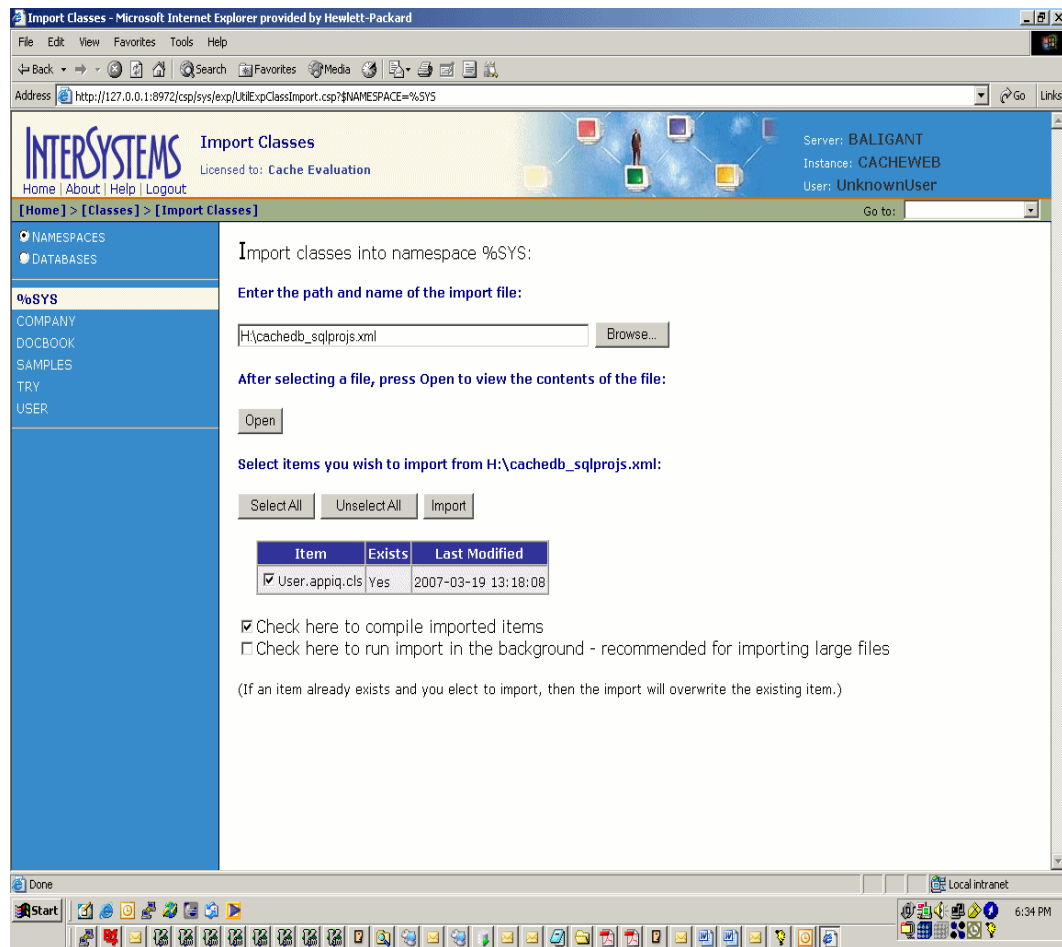 Import Classes - Microsoft Internet Explorer provided by Hewlett-Packard
File Edit View Favorites Tools Help
Back Search Favorites Media
Address http://127.0.0.1:8972/csp/sys/exp/UtilExpClassImport.csp?$NAMESPACE=%SYS Go Links
INTERSYSTEMS
Home | About | Help | Logout
Import Classes
Licensed to: Cache Evaluation
Server: BALIGANT
Instance: CACHEWEB
User: UnknownUser
[Home] > [Classes] > [Import Classes] Go to:
NAMESPACES
DATABASES
%SYS
COMPANY
DOCBOOK
SAMPLES
TRY
USER
Import classes into namespace %SYS:
Enter the path and name of the import file:
H:\cachedb_sqlprojs.xml Browse...
After selecting a file, press Open to view the contents of the file:
Open
Select items you wish to import from H:\cachedb_sqlprojs.xml:
Select All Unselect All Import
Item Exists Last Modified
User.appiq.cls Yes 2007-03-19 13:18:08
Check here to compile imported items
Check here to run import in the background - recommended for importing large files
(If an item already exists and you elect to import, then the import will overwrite the existing item.)
Done Local intranet
Start 6:34 PM